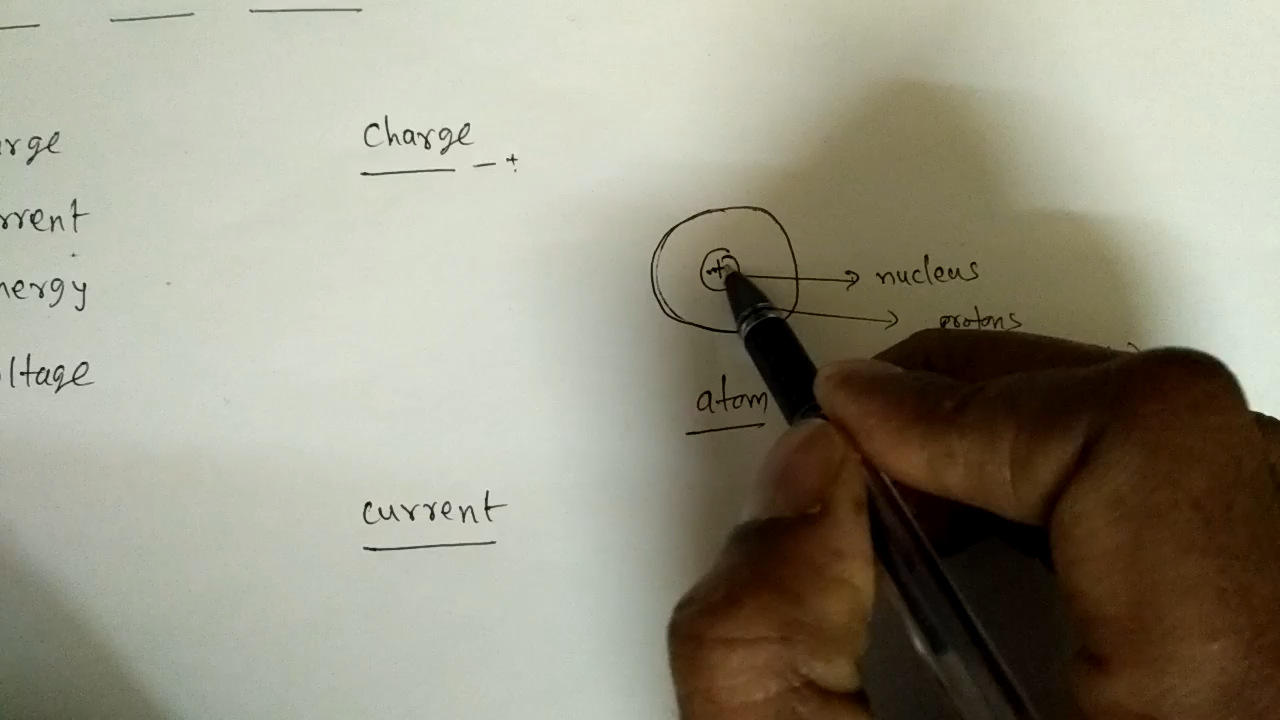 rge
Charge - +
rrent
nergy
nucleus
protons
ltage
atom
current